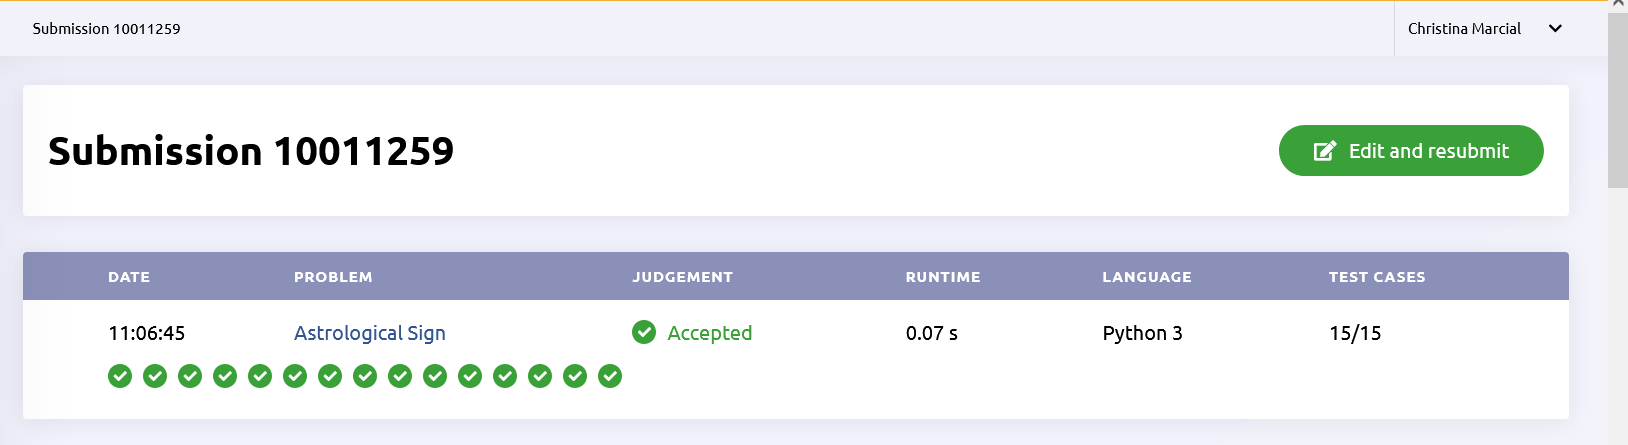 Submission 10011259
Christina Marcial
Submission 10011259
Edit and resubmit
DATE PROBLEM JUDGEMENT RUNTIME LANGUAGE TEST CASES
11:06:45 Astrological Sign Accepted 0.07 s Python 3 15/15